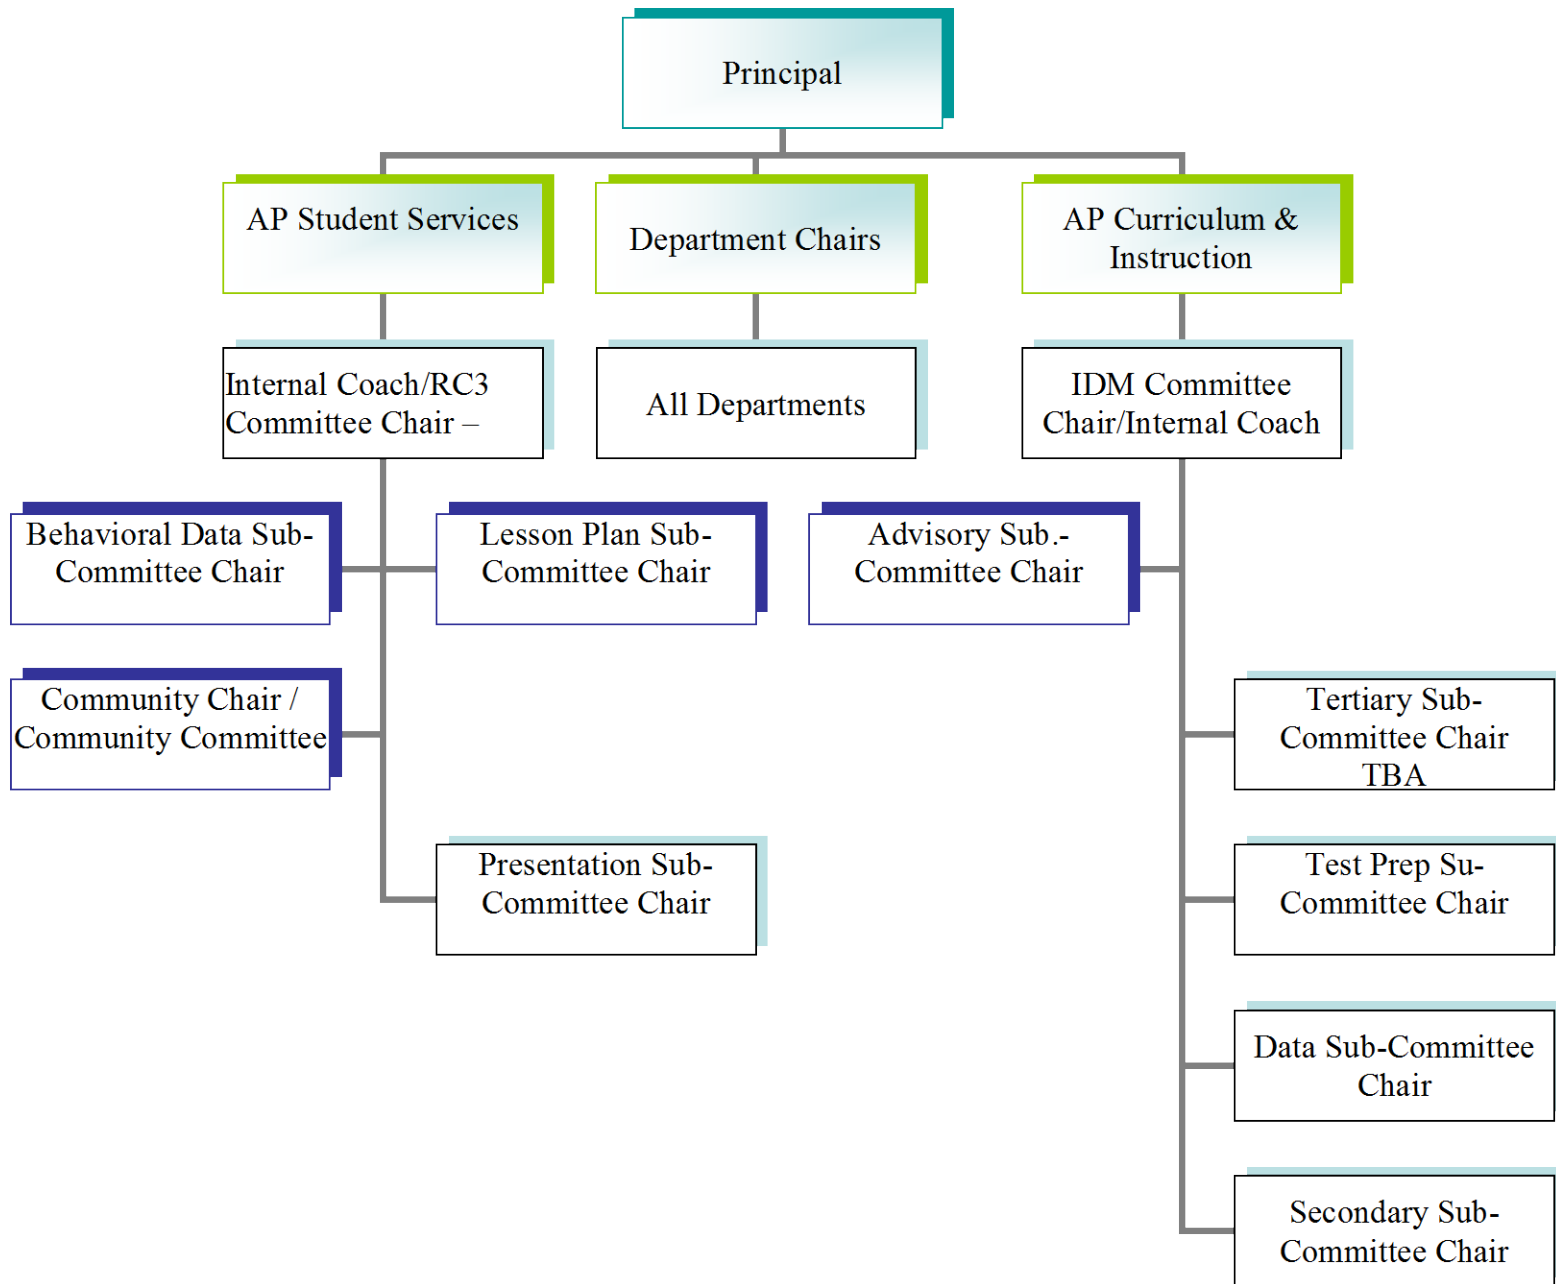 Principal
AP Student Services
Department Chairs
AP Curriculum &
Instruction
Internal Coach/RC3
Committee Chair –
All Departments
IDM Committee
Chair/Internal Coach
Behavioral Data Sub-
Committee Chair
Lesson Plan Sub-
Committee Chair
Advisory Sub.-
Committee Chair
Community Chair /
Community Committee
Tertiary Sub-
Committee Chair
TBA
Presentation Sub-
Committee Chair
Test Prep Su-
Committee Chair
Data Sub-Committee
Chair
Secondary Sub-
Committee Chair